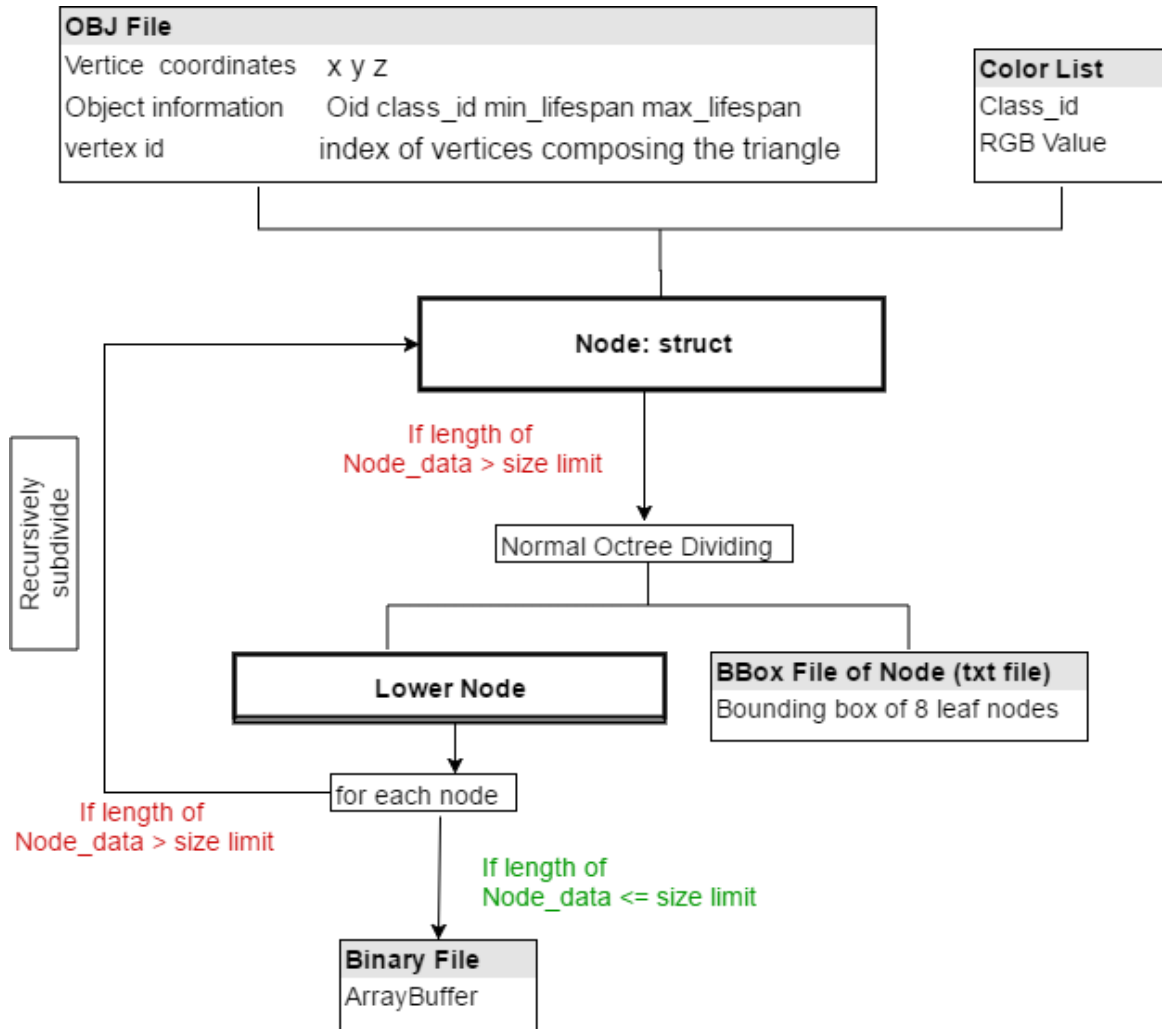 OBJ File
Vertice coordinates x y z
Object information Oid class_id min_lifespan max_lifespan
vertex id index of vertices composing the triangle
Color List
Class_id
RGB Value
Node: struct
If length of
Node_data > size limit
Recursively
subdivide
Normal Octree Dividing
Lower Node
BBox File of Node (txt file)
Bounding box of 8 leaf nodes
for each node
If length of
Node_data > size limit
If length of
Node_data <= size limit
Binary File
ArrayBuffer